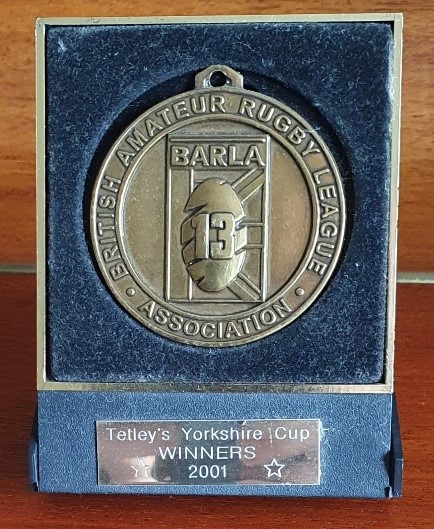 • BRITISH AMATEUR RUGBY LEAGUE •
BARLA
13
ASSOCIATION
Tetley's Yorkshire Cup
WINNERS
☆ 2001 ☆